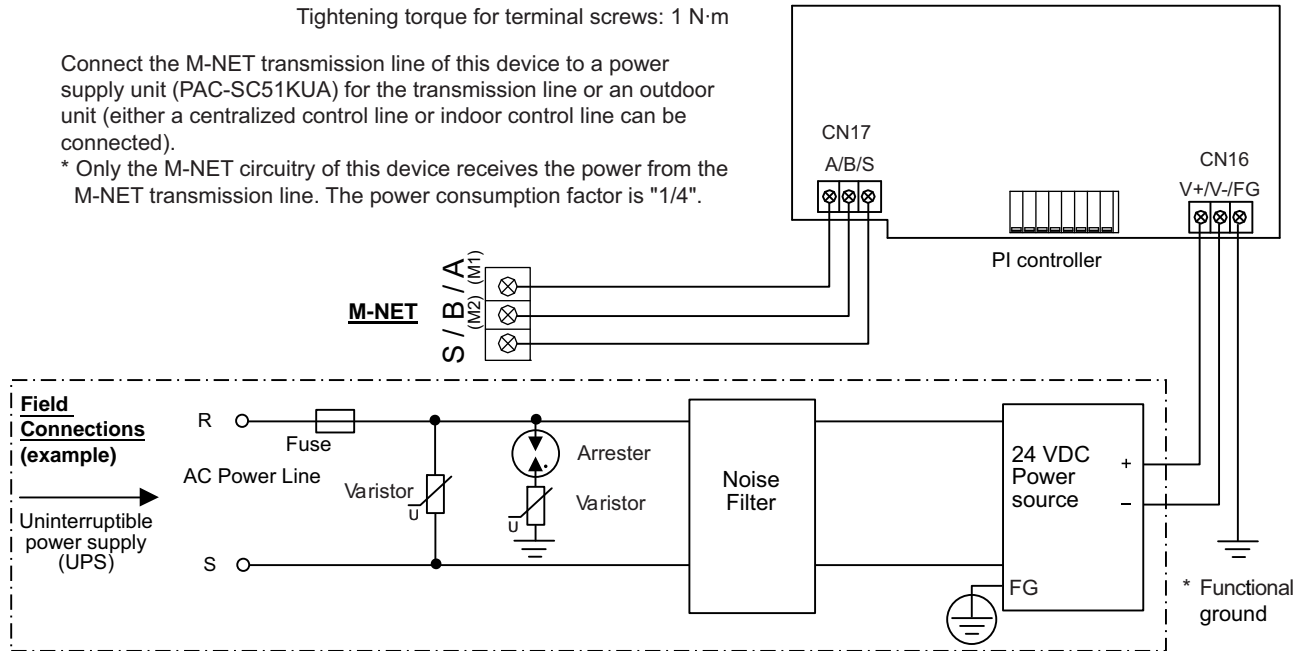 Tightening torque for terminal screws: 1 N·m
Connect the M-NET transmission line of this device to a power
supply unit (PAC-SC51KUA) for the transmission line or an outdoor
unit (either a centralized control line or indoor control line can be
connected).
* Only the M-NET circuitry of this device receives the power from the
M-NET transmission line. The power consumption factor is "1/4".
CN17
A/B/S
CN16
V+/V-/FG
PI controller
M-NET
S / B / A
(M2) (M1)
Field
Connections
(example)
R
Fuse
AC Power Line
Varistor
U
Arrester
Varistor
U
Noise
Filter
24 VDC
Power
source
+
–
Uninterruptible
power supply
(UPS)
S
FG
* Functional
ground